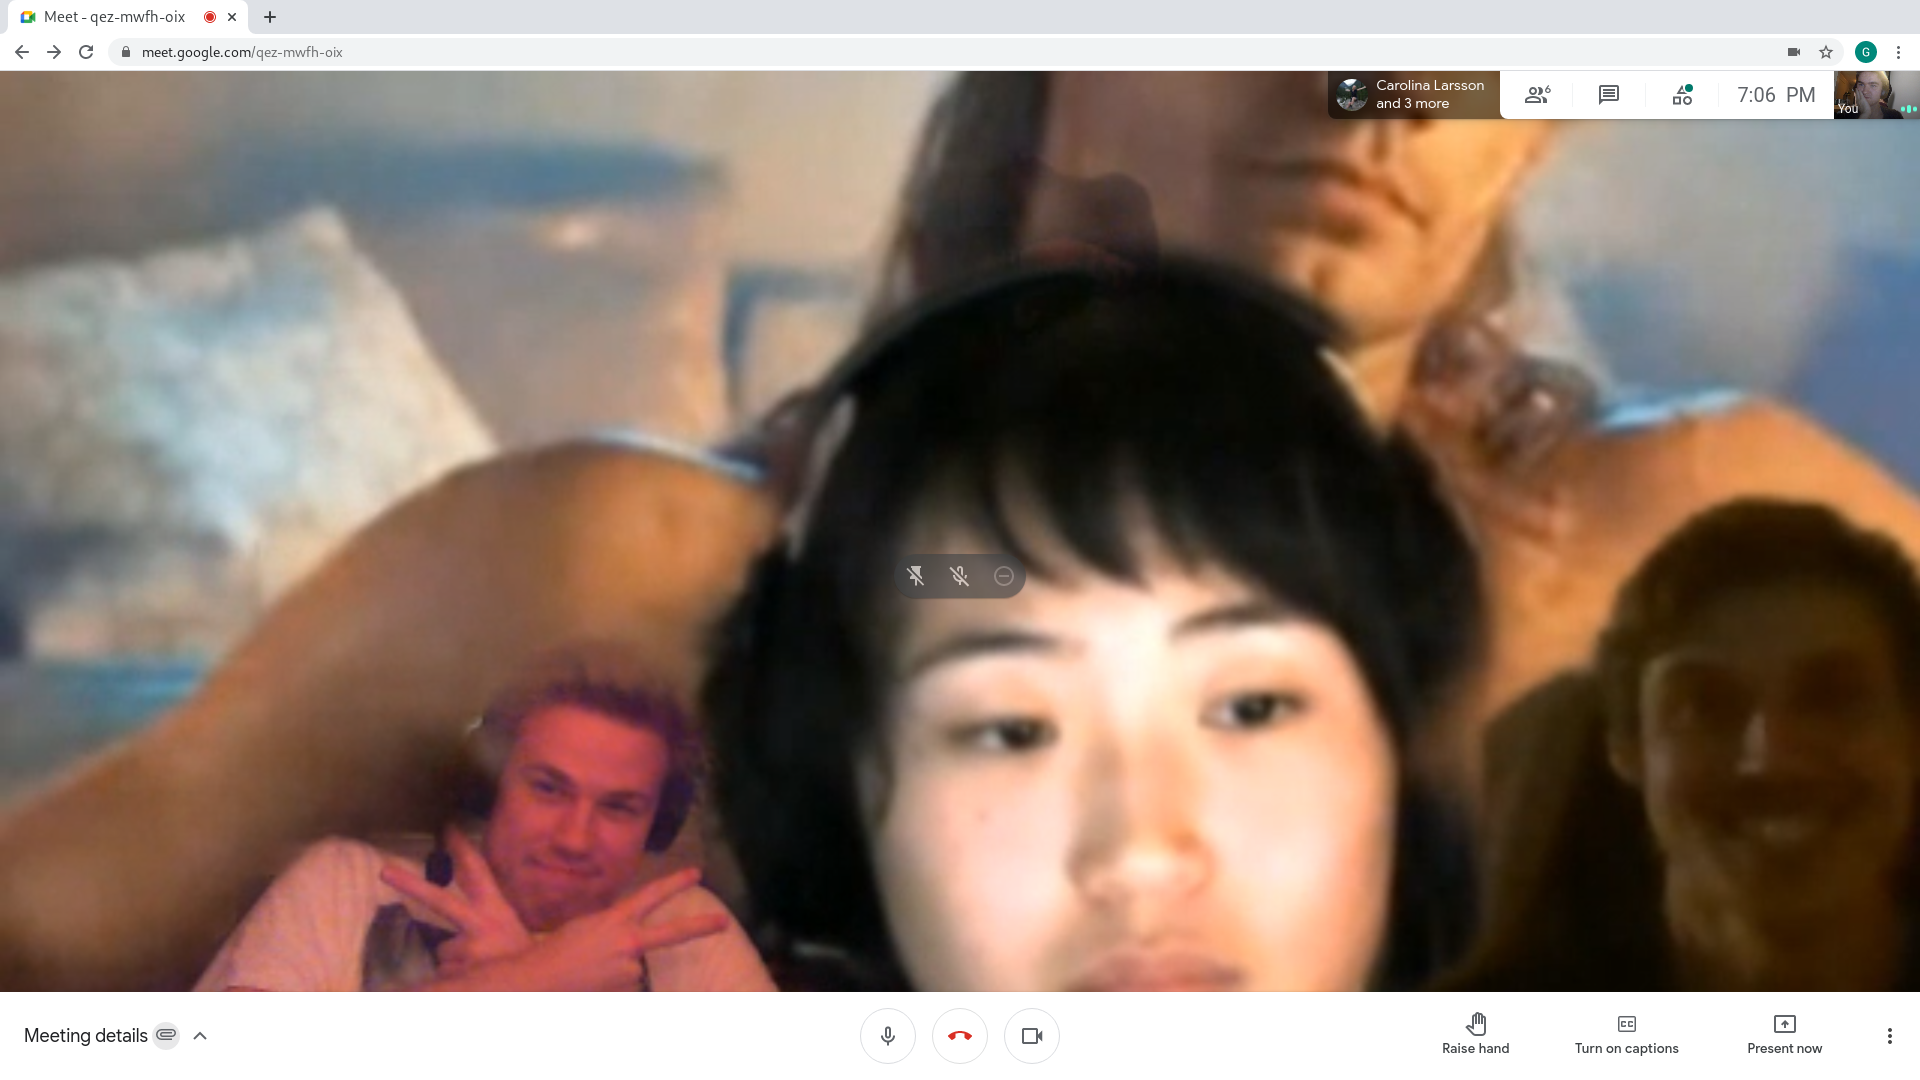 Meet - qez-mwfh-oix
meet.google.com/qez-mwfh-oix
G
Carolina Larsson
and 3 more
6
7:06 PM
You
Meeting details
CC
Raise hand
Turn on captions
Present now